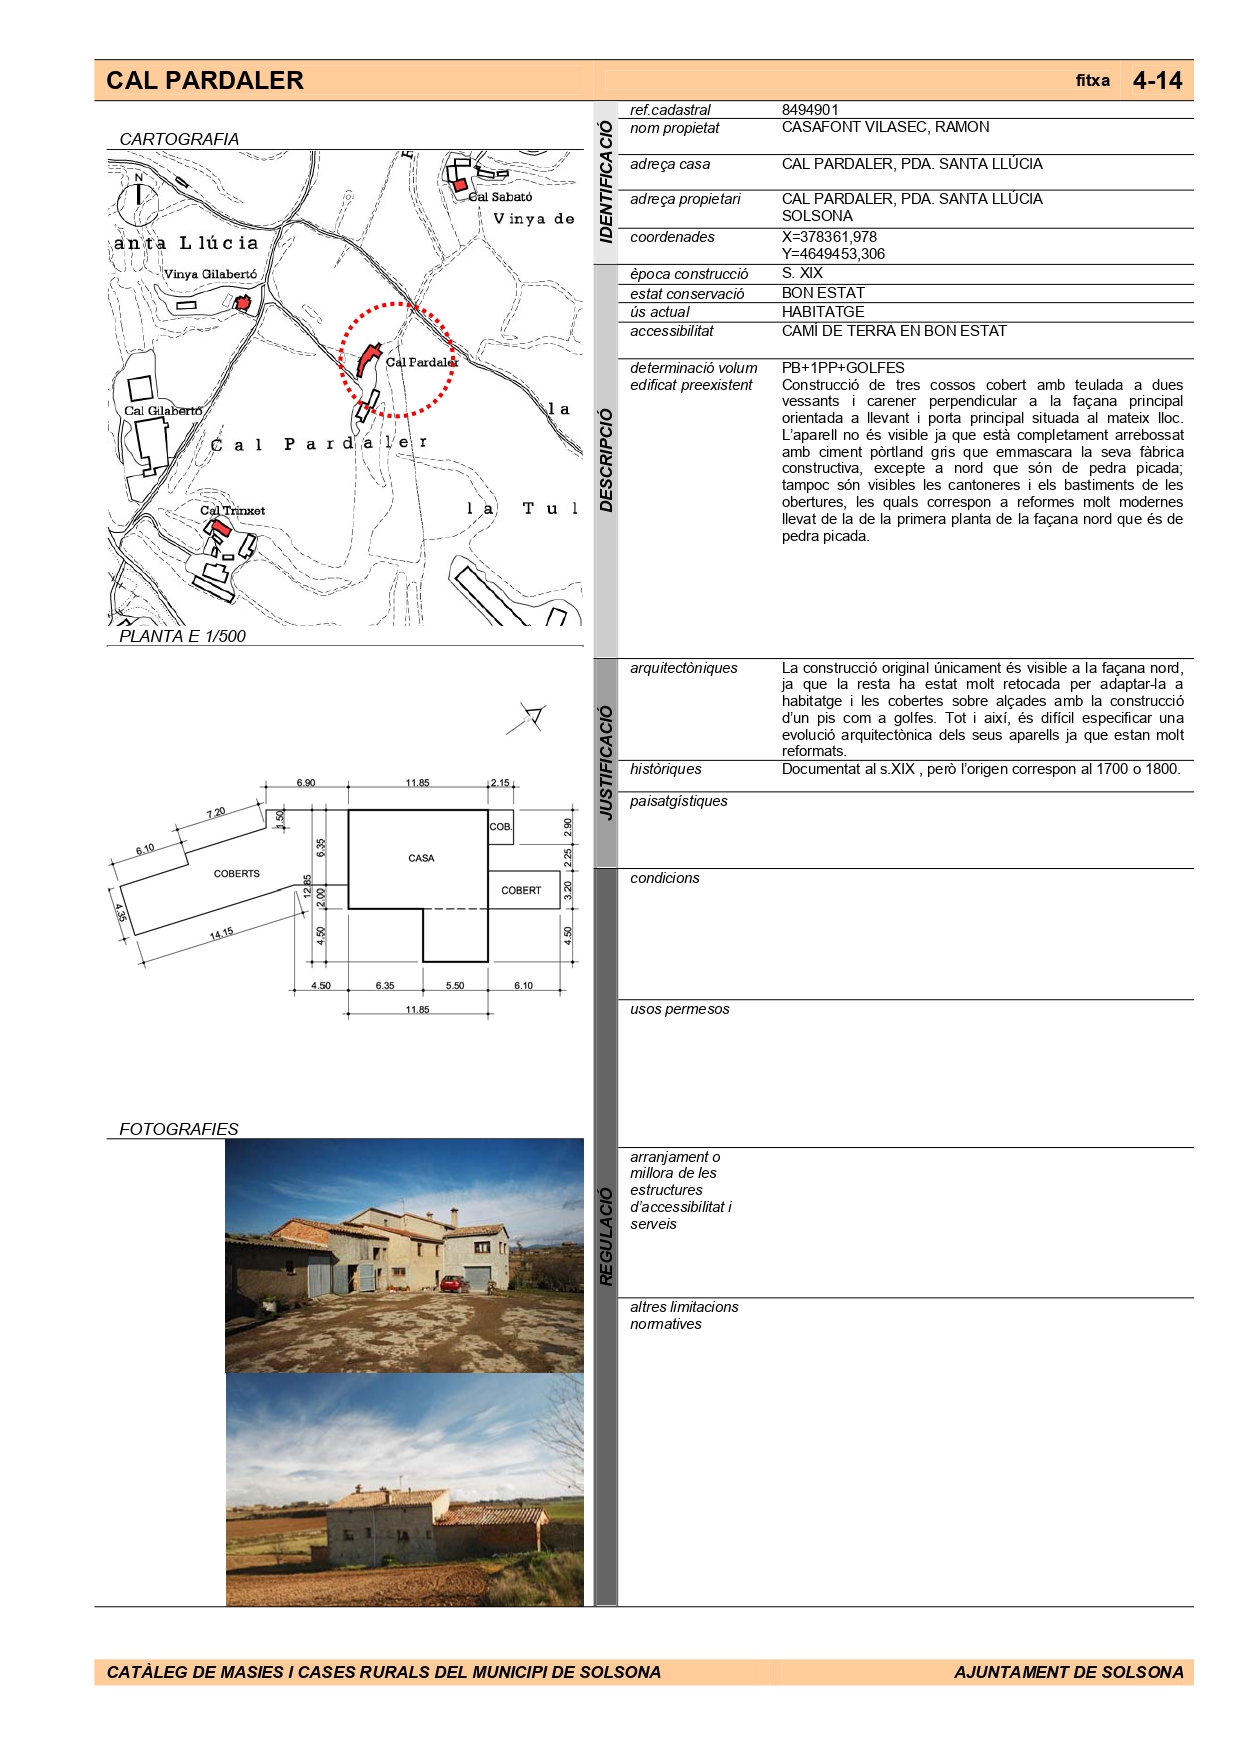 CAL PARDALER
fitxa 4-14
CARTOGRAFIA
N
Cal Sabató
Vinya de
anta Llúcia
Vinya Gilabertó
Cal Pardaler
Cal Gilabertó
la
Cal Pardaler
Cal Trinxet
la Tul
PLANTA E 1/500
6.90
11.85
2.15
7.20
1.50
COB.
2.90
6.10
6.35
CASA
2.25
COBERTS
12.85
2.00
COBERT
3.20
4.35
14.15
4.50
4.50
4.50
6.35
5.50
6.10
11.85
FOTOGRAFIES
IDENTIFICACIÓ
ref.cadastral
8494901
nom propietat
CASAFONT VILASEC, RAMON
adreça casa
CAL PARDALER, PDA. SANTA LLÚCIA
adreça propietari
CAL PARDALER, PDA. SANTA LLÚCIA
SOLSONA
coordenades
X=378361,978
Y=4649453,306
DESCRIPCIÓ
època construcció
S. XIX
estat conservació
BON ESTAT
ús actual
HABITATGE
accessibilitat
CAMÍ DE TERRA EN BON ESTAT
determinació volum
edificat preexistent
PB+1PP+GOLFES
Construcció de tres cossos cobert amb teulada a dues
vessants i carener perpendicular a la façana principal
orientada a llevant i porta principal situada al mateix lloc.
L'aparell no és visible ja que està completament arrebossat
amb ciment pòrtland gris que emmascara la seva fàbrica
constructiva, excepte a nord que són de pedra picada;
tampoc són visibles les cantoneres i els bastiments de les
obertures, les quals correspon a reformes molt modernes
llevat de la de la primera planta de la façana nord que és de
pedra picada.
JUSTIFICACIÓ
arquitectòniques
La construcció original únicament és visible a la façana nord,
ja que la resta ha estat molt retocada per adaptar-la a
habitatge i les cobertes sobre alçades amb la construcció
d'un pis com a golfes. Tot i així, és difícil especificar una
evolució arquitectònica dels seus aparells ja que estan molt
reformats.
històriques
Documentat al s.XIX , però l'origen correspon al 1700 o 1800.
paisatgístiques
REGULACIÓ
condicions
usos permesos
arranjament o
millora de les
estructures
d'accessibilitat i
serveis
altres limitacions
normatives
CATÀLEG DE MASIES I CASES RURALS DEL MUNICIPI DE SOLSONA
AJUNTAMENT DE SOLSONA